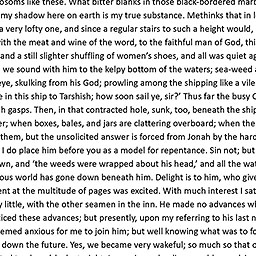 osoms like these. What bitter blanks in those black-bordered mar
my shadow here on earth is my true substance. Methinks that in l
a very lofty one, and since a regular stairs to such a height would,
with the meat and wine of the word, to the faithful man of God, thi
and a still slighter shuffling of women's shoes, and all was quiet ag
we sound with him to the kelpy bottom of the waters; sea-weed a
eye, skulking from his God; prowling among the shipping like a vile
e in this ship to Tarshish; how soon sail ye, sir?' Thus far the busy C
h gasps. Then, in that contracted hole, sunk, too, beneath the ship
er; when boxes, bales, and jars are clattering overboard; when the
them, but the unsolicited answer is forced from Jonah by the hard
I do place him before you as a model for repentance. Sin not; but
wn, and 'the weeds were wrapped about his head,' and all the wat
ous world has gone down beneath him. Delight is to him, who give
ent at the multitude of pages was excited. With much interest I sat
y little, with the other seamen in the inn. He made no advances wh
iced these advances; but presently, upon my referring to his last n
emed anxious for me to join him; but well knowing what was to fo
down the future. Yes, we became very wakeful; so much so that o